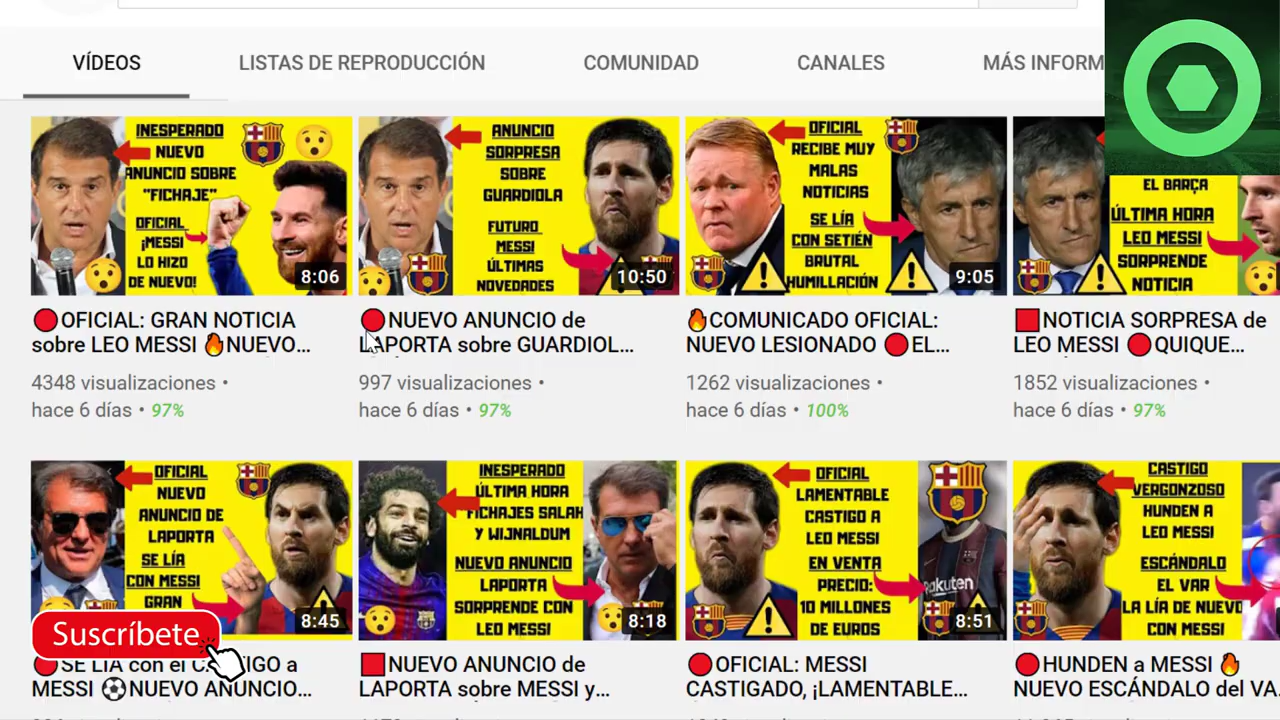 VÍDEOS
LISTAS DE REPRODUCCIÓN
COMUNIDAD
CANALES
MÁS INFORM
INESPERADO
NUEVO
ANUNCIO SOBRE
"FICHAJE"
OFICIAL
¡MESSI
LO HIZO
DE NUEVO!
8:06
🔴OFICIAL: GRAN NOTICIA
sobre LEO MESSI 🔥NUEVO...
4348 visualizaciones •
hace 6 días • 97%
ANUNCIO
SORPRESA
SOBRE
GUARDIOLA
FUTURO
MESSI
ÚLTIMAS
NOVEDADES
10:50
🔴NUEVO ANUNCIO de
LAPORTA sobre GUARDIOL...
997 visualizaciones •
hace 6 días • 97%
OFICIAL
RECIBE MUY
MALAS
NOTICIAS
SE LÍA
CON SETIÉN
BRUTAL
HUMILLACIÓN
9:05
🔥COMUNICADO OFICIAL:
NUEVO LESIONADO 🔴EL...
1262 visualizaciones •
hace 6 días • 100%
EL BARÇA
ÚLTIMA HORA
LEO MESSI
SORPRENDE
NOTICIA
🟥NOTICIA SORPRESA de
LEO MESSI 🔴QUIQUE...
1852 visualizaciones •
hace 6 días • 97%
OFICIAL
NUEVO
ANUNCIO DE
LAPORTA
SE LÍA
CON MESSI
GRAN
8:45
Suscríbete
🔴SE LÍA con el CASTIGO a
MESSI ⚽NUEVO ANUNCIO...
INESPERADO
ÚLTIMA HORA
FICHAJES SALAH
Y WIJNALDUM
NUEVO ANUNCIO
LAPORTA
SORPRENDE CON
LEO MESSI
8:18
🟥NUEVO ANUNCIO de
LAPORTA sobre MESSI y...
OFICIAL
LAMENTABLE
CASTIGO A
LEO MESSI
EN VENTA
PRECIO:
10 MILLONES
DE EUROS
Rakuten
8:51
🔴OFICIAL: MESSI
CASTIGADO, ¡LAMENTABLE...
CASTIGO
VERGONZOSO
HUNDEN A
LEO MESSI
ESCÁNDALO
EL VAR
LA LÍA DE NUEVO
CON MESSI
🔴HUNDEN a MESSI 🔥
NUEVO ESCÁNDALO del VA